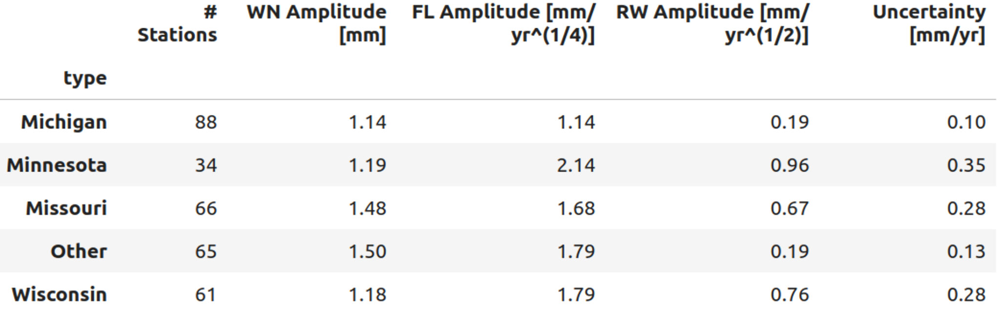 # WN Amplitude FL Amplitude [mm/ RW Amplitude [mm/ Uncertainty
Stations [mm] yr^(1/4)] yr^(1/2)] [mm/yr]
type
Michigan 88 1.14 1.14 0.19 0.10
Minnesota 34 1.19 2.14 0.96 0.35
Missouri 66 1.48 1.68 0.67 0.28
Other 65 1.50 1.79 0.19 0.13
Wisconsin 61 1.18 1.79 0.76 0.28